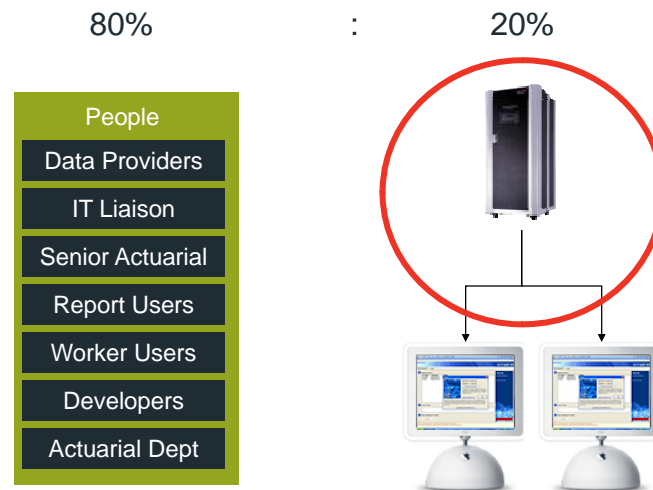 80% : 20%
People
Data Providers
IT Liaison
Senior Actuarial
Report Users
Worker Users
Developers
Actuarial Dept